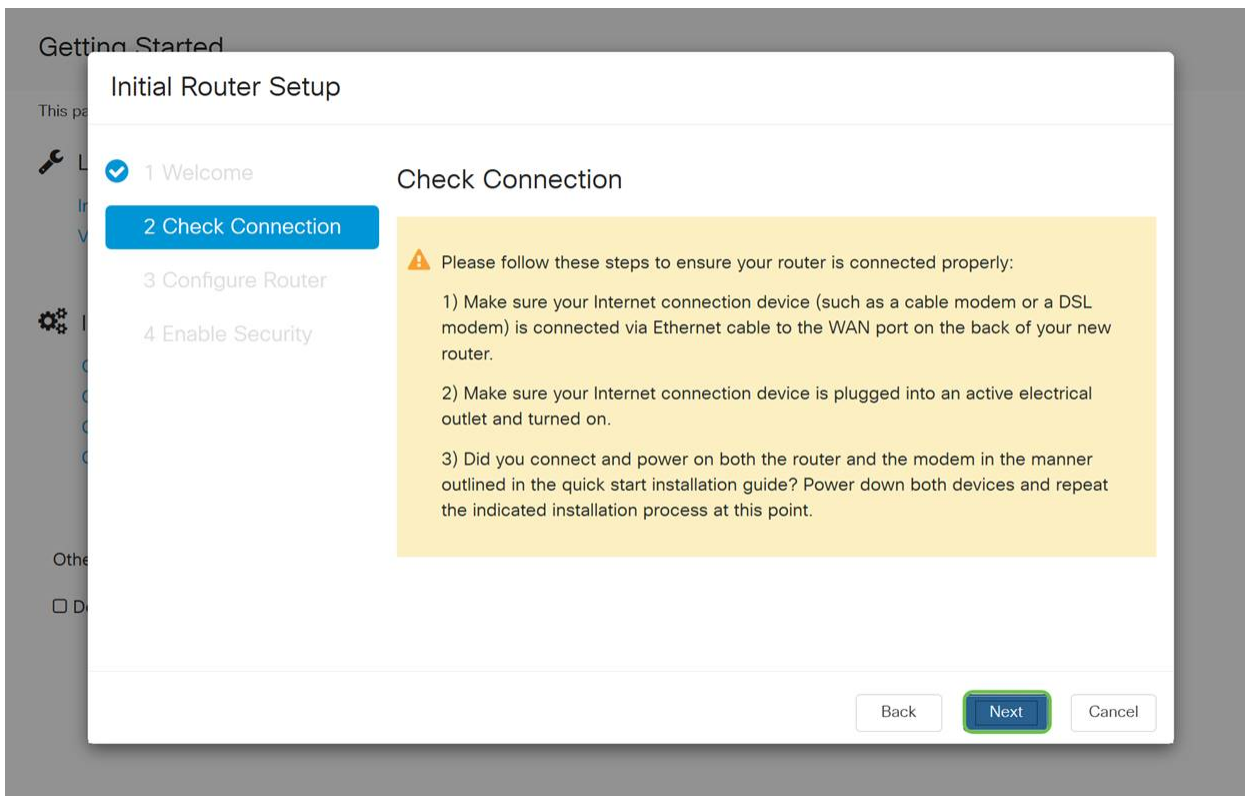 Getting Started
Initial Router Setup
This pa
1 Welcome
2 Check Connection
3 Configure Router
4 Enable Security
Check Connection
Please follow these steps to ensure your router is connected properly:
1) Make sure your Internet connection device (such as a cable modem or a DSL
modem) is connected via Ethernet cable to the WAN port on the back of your new
router.
2) Make sure your Internet connection device is plugged into an active electrical
outlet and turned on.
3) Did you connect and power on both the router and the modem in the manner
outlined in the quick start installation guide? Power down both devices and repeat
the indicated installation process at this point.
Othe
Back
Next
Cancel